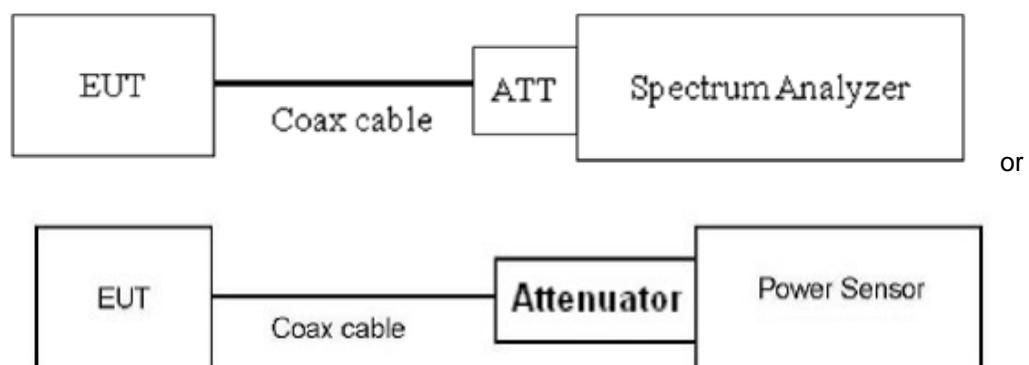 EUT
Coax cable
ATT
Spectrum Analyzer
or
EUT
Coax cable
Attenuator
Power Sensor